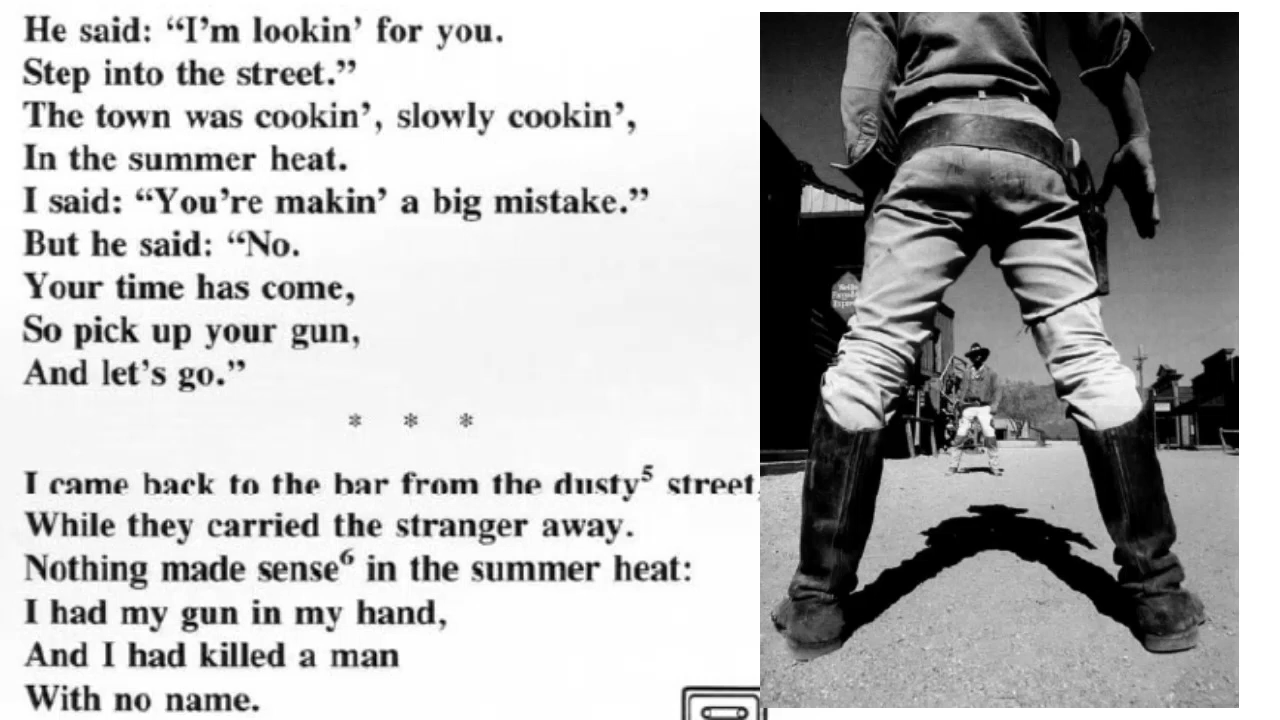 He said: “I’m lookin’ for you.
Step into the street.”
The town was cookin’, slowly cookin’,
In the summer heat.
I said: “You’re makin’ a big mistake.”
But he said: “No.
Your time has come,
So pick up your gun,
And let’s go.”
* * *
I came back to the bar from the dusty⁵ street,
While they carried the stranger away.
Nothing made sense⁶ in the summer heat:
I had my gun in my hand,
And I had killed a man
With no name.